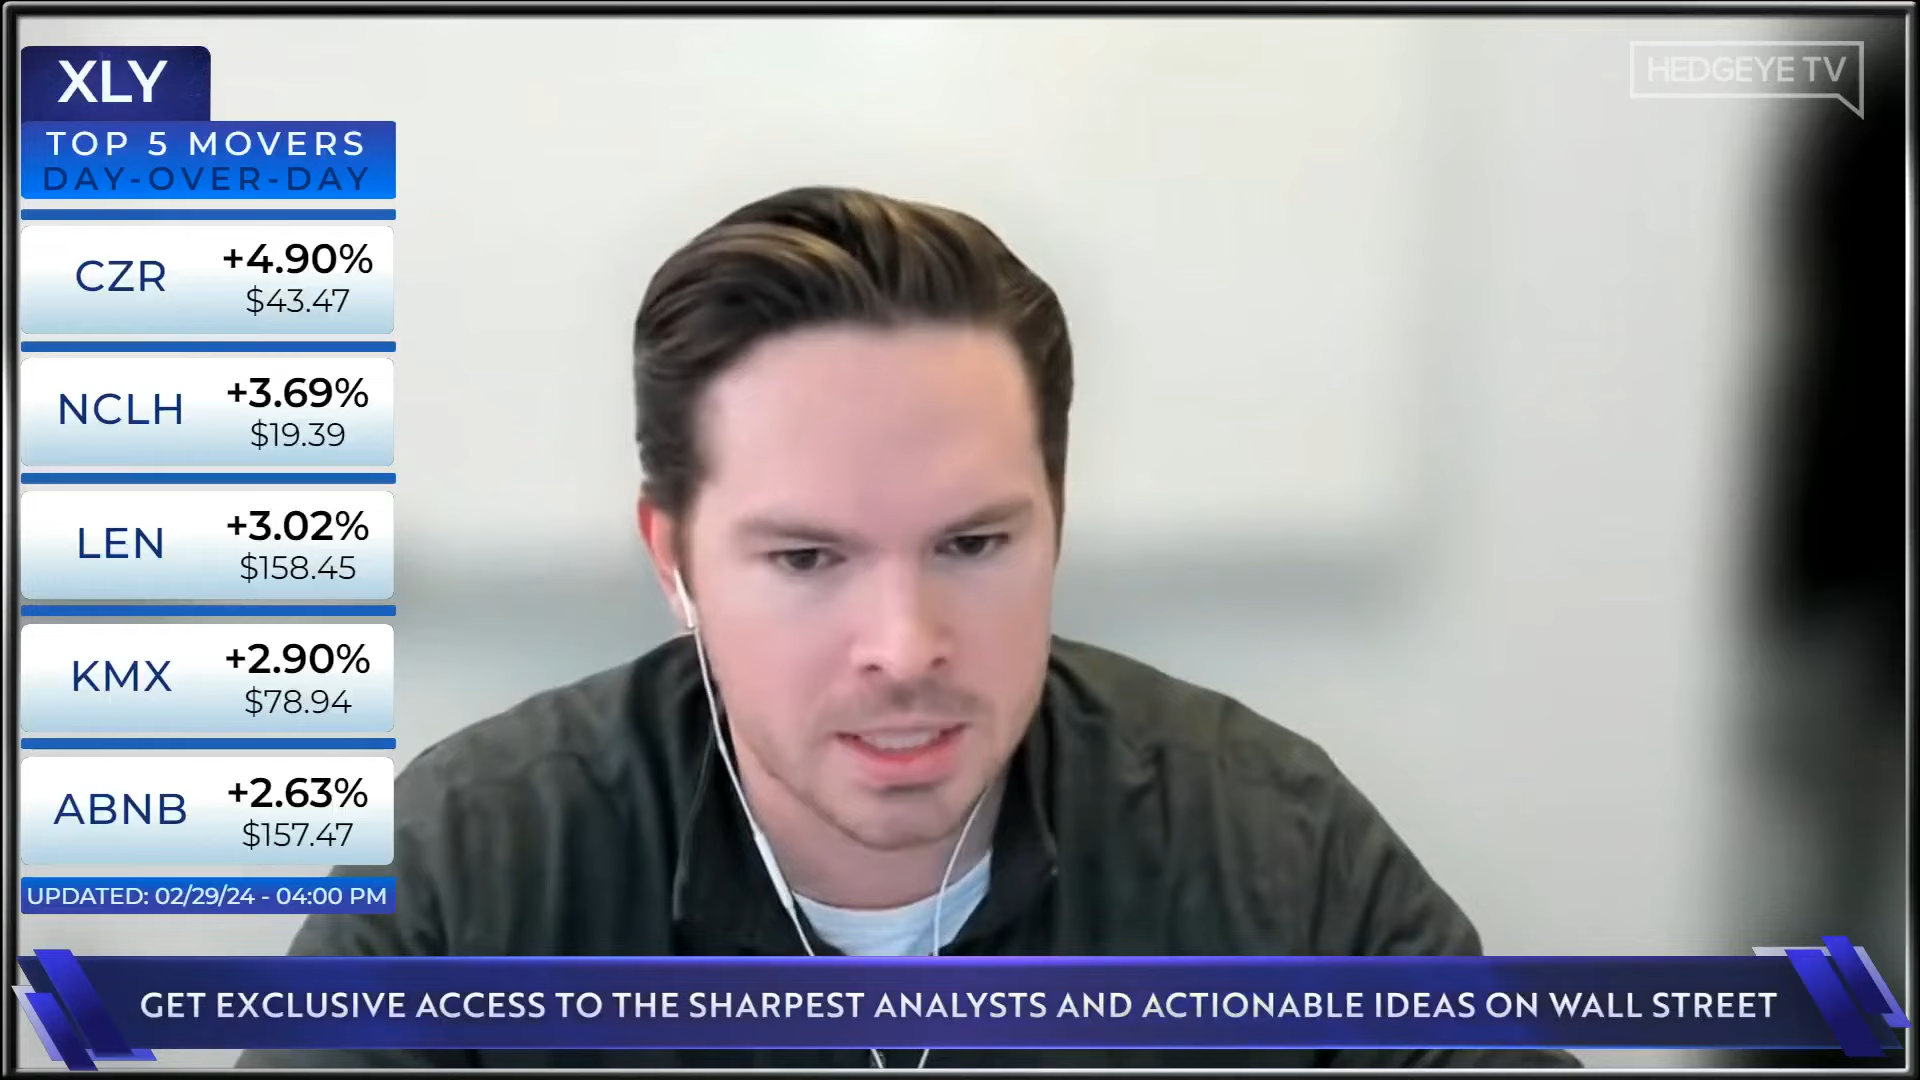 XLY
TOP 5 MOVERS
DAY-OVER-DAY
CZR
+4.90%
$43.47
NCLH
+3.69%
$19.39
LEN
+3.02%
$158.45
KMX
+2.90%
$78.94
ABNB
+2.63%
$157.47
UPDATED: 02/29/24 - 04:00 PM
HEDGEYE TV
GET EXCLUSIVE ACCESS TO THE SHARPEST ANALYSTS AND ACTIONABLE IDEAS ON WALL STREET